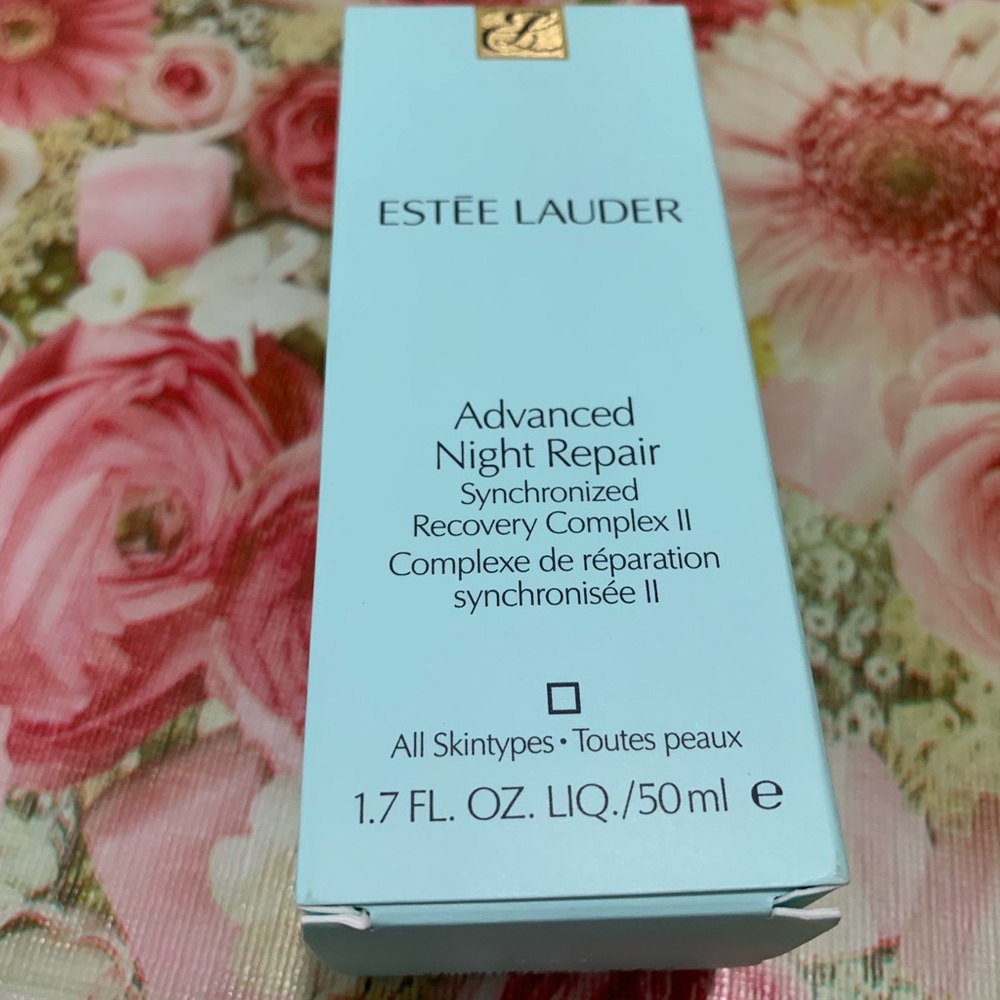 ESTĒE LAUDER
Advanced
Night Repair
Synchronized
Recovery Complex II
Complexe de réparation
synchronisée II
All Skintypes • Toutes peaux
1.7 FL. OZ. LIQ./50 ml e